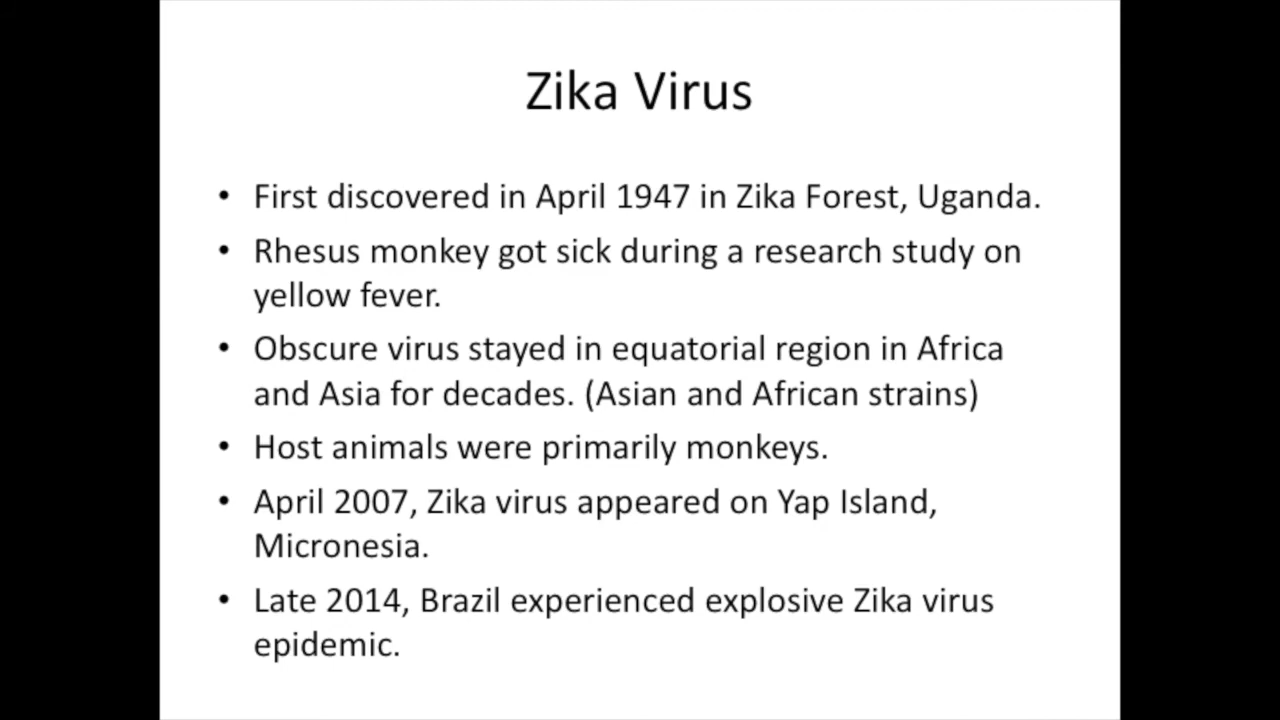 Zika Virus
• First discovered in April 1947 in Zika Forest, Uganda.
• Rhesus monkey got sick during a research study on
yellow fever.
• Obscure virus stayed in equatorial region in Africa
and Asia for decades. (Asian and African strains)
• Host animals were primarily monkeys.
• April 2007, Zika virus appeared on Yap Island,
Micronesia.
• Late 2014, Brazil experienced explosive Zika virus
epidemic.